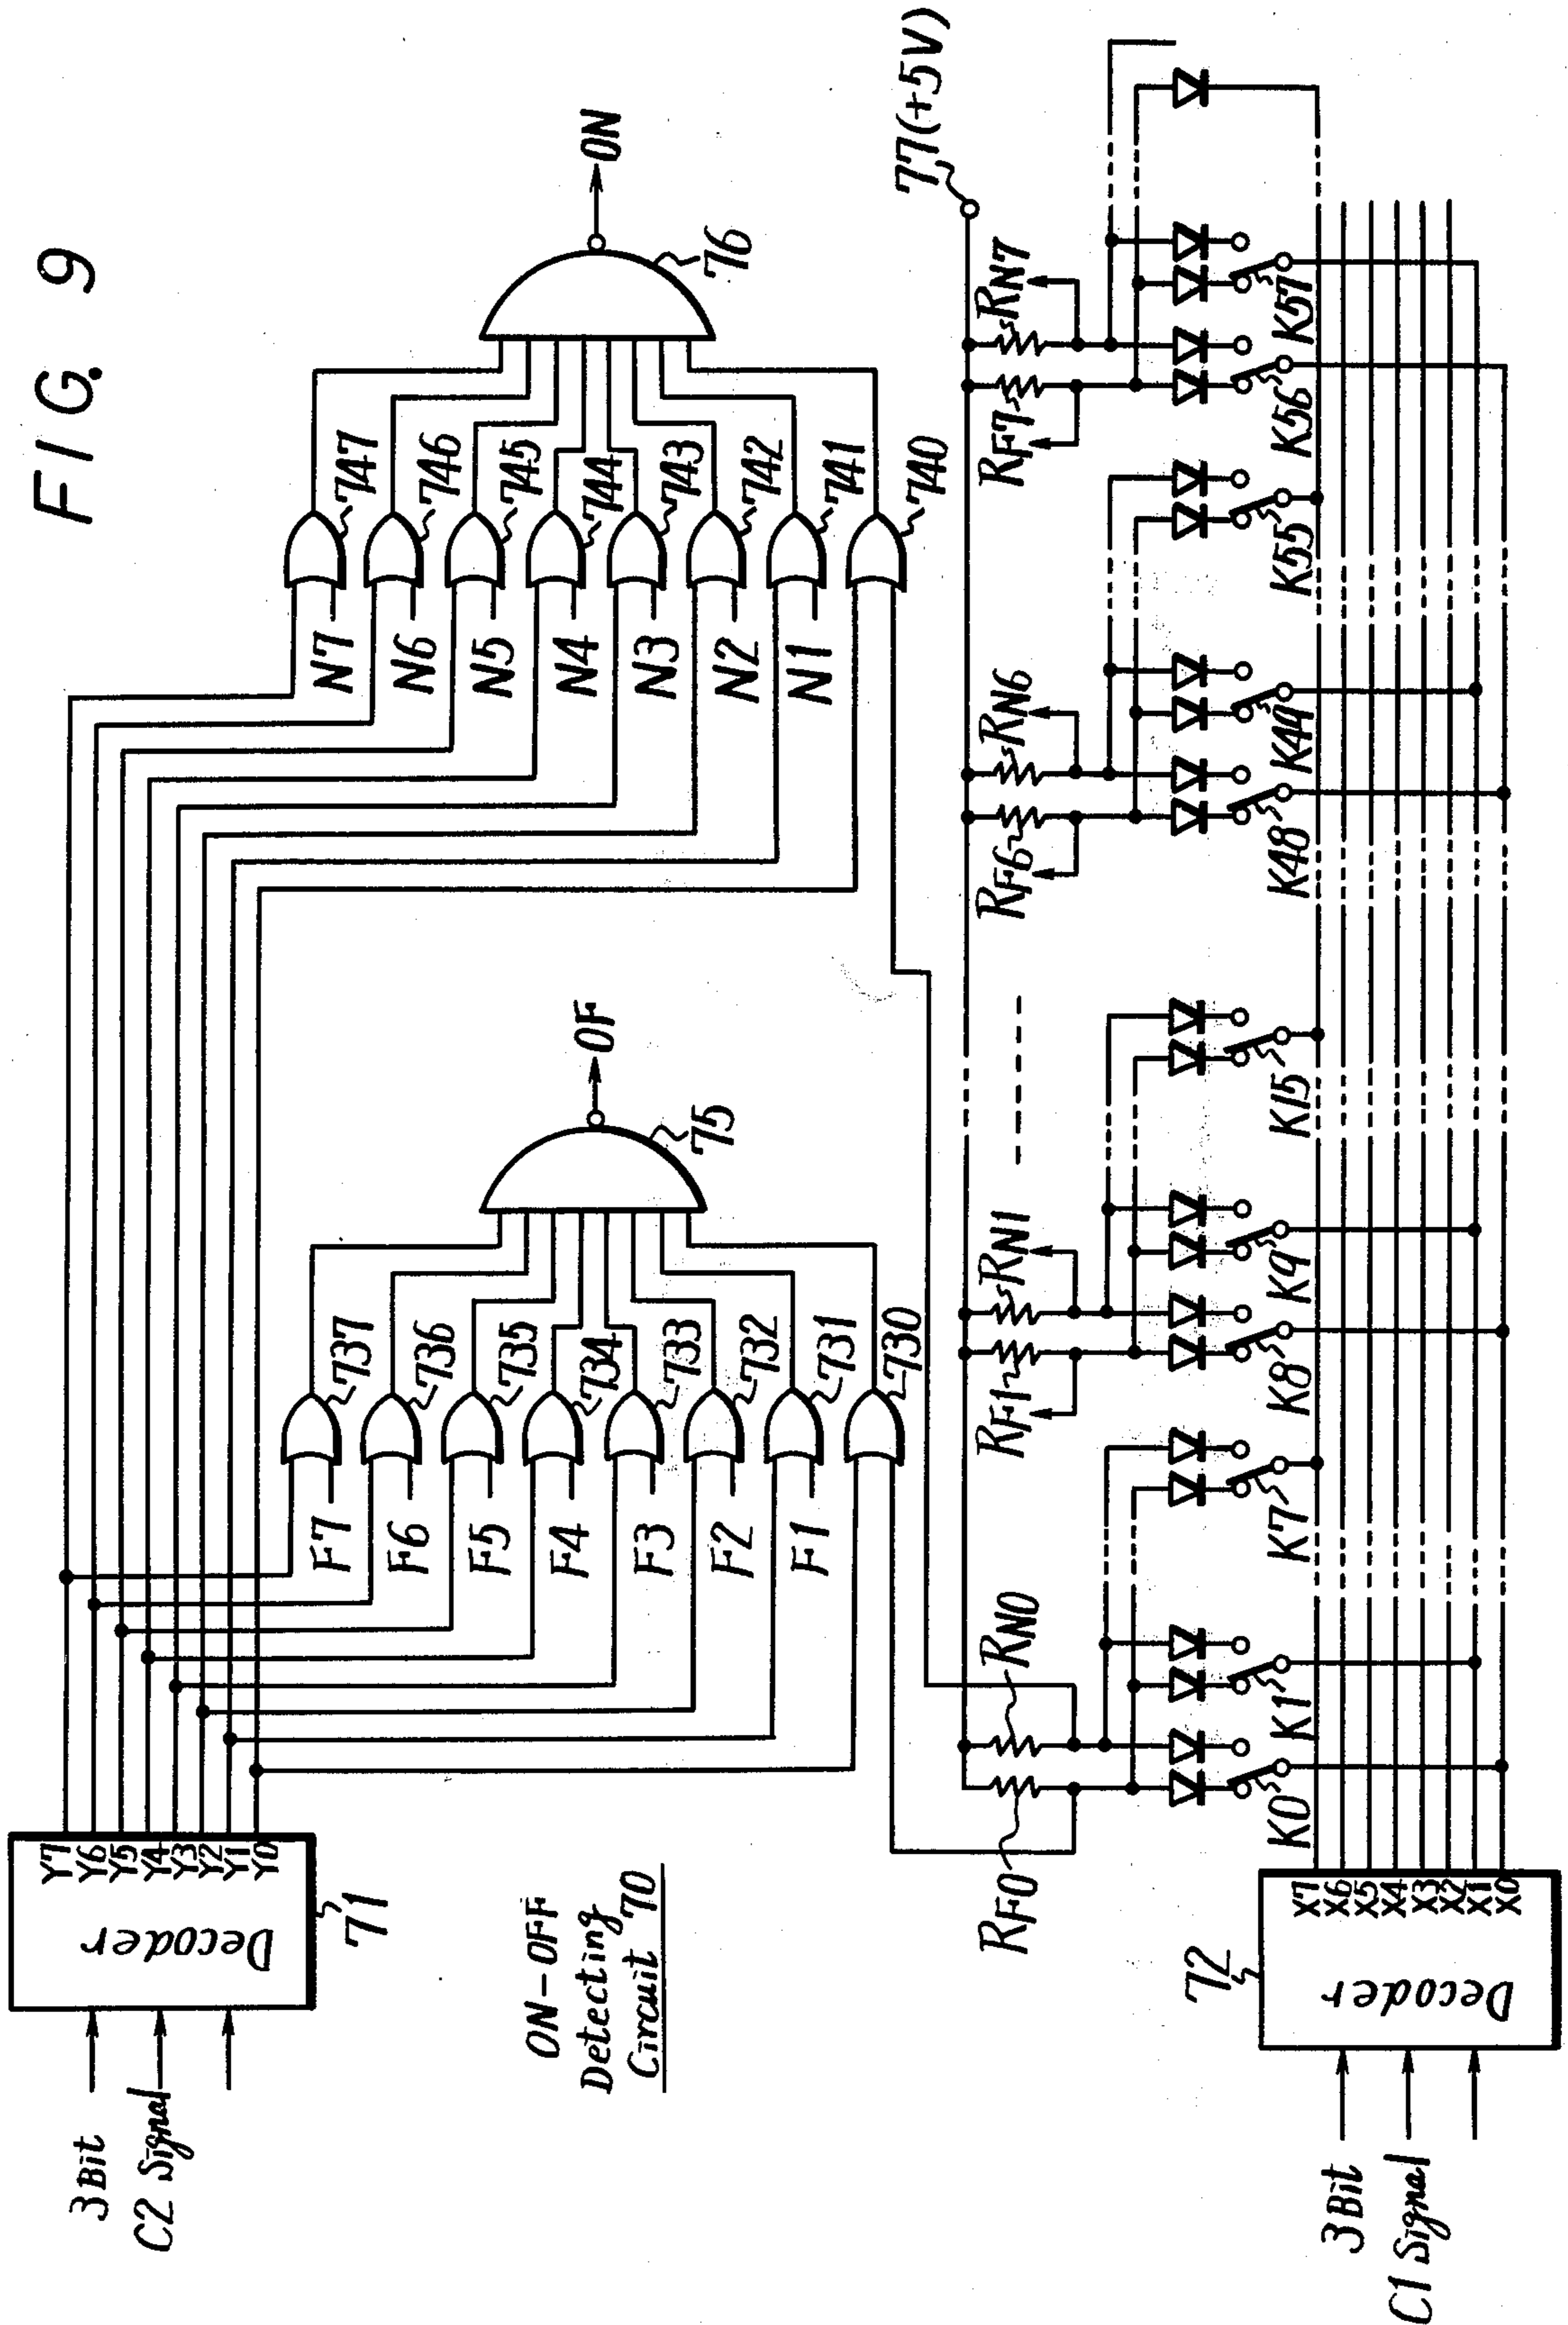 FIG. 9
3 Bit
C2 Signal
Decoder
71
Y7
Y6
Y5
Y4
Y3
Y2
Y1
Y0
ON-OFF
Detecting
Circuit 70
F7
F6
F5
F4
F3
F2
F1
737
736
735
734
733
732
731
730
75
OF
N7
N6
N5
N4
N3
N2
N1
747
746
745
744
743
742
741
740
76
ON
77(+5V)
RF0
RN0
RF1
RN1
RF6
RN6
RF7
RN7
K0
K1
K7
K8
K9
K15
K48
K49
K55
K56
K57
3 Bit
C1 Signal
Decoder
72
X7
X6
X5
X4
X3
X2
X1
X0